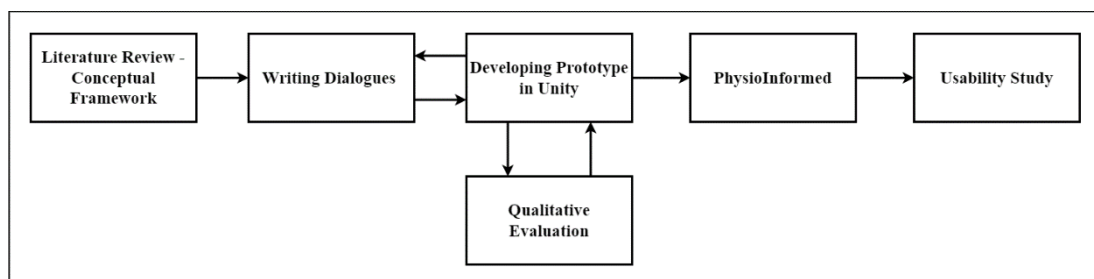 Literature Review -
Conceptual
Framework
Writing Dialogues
Developing Prototype
in Unity
PhysioInformed
Usability Study
Qualitative
Evaluation